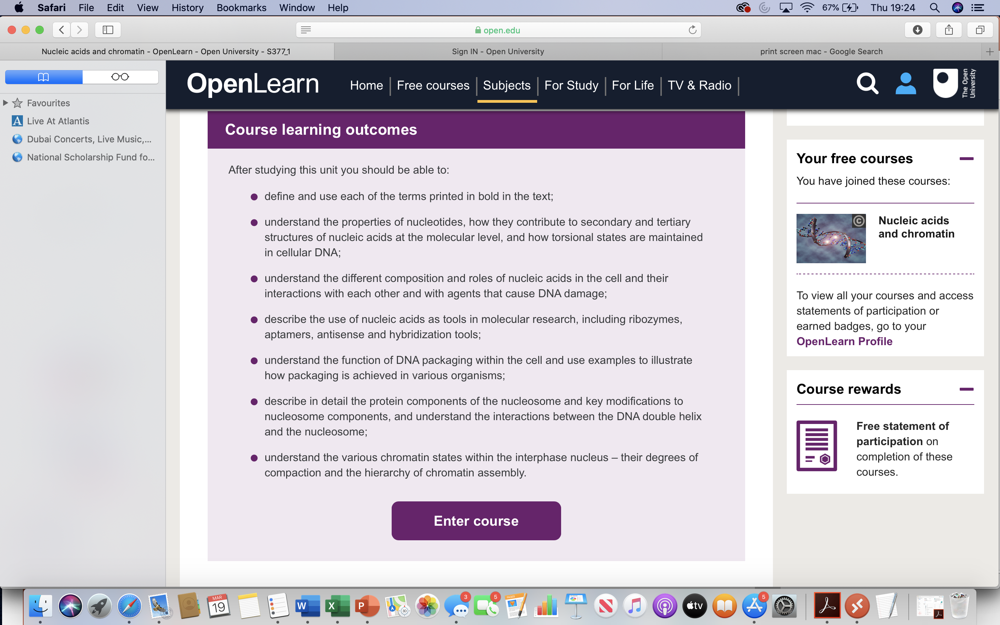 Safari File Edit View History Bookmarks Window Help 67% Thu 19:24
open.edu
Nucleic acids and chromatin - OpenLearn - Open University - S377_1
Sign IN - Open University
print screen mac - Google Search
Favourites
Live At Atlantis
Dubai Concerts, Live Music,...
National Scholarship Fund fo...
OpenLearn
Home
Free courses
Subjects
For Study
For Life
TV & Radio
The Open
University
Course learning outcomes
After studying this unit you should be able to:
define and use each of the terms printed in bold in the text;
understand the properties of nucleotides, how they contribute to secondary and tertiary
structures of nucleic acids at the molecular level, and how torsional states are maintained
in cellular DNA;
understand the different composition and roles of nucleic acids in the cell and their
interactions with each other and with agents that cause DNA damage;
describe the use of nucleic acids as tools in molecular research, including ribozymes,
aptamers, antisense and hybridization tools;
understand the function of DNA packaging within the cell and use examples to illustrate
how packaging is achieved in various organisms;
describe in detail the protein components of the nucleosome and key modifications to
nucleosome components, and understand the interactions between the DNA double helix
and the nucleosome;
understand the various chromatin states within the interphase nucleus – their degrees of
compaction and the hierarchy of chromatin assembly.
Enter course
Your free courses
You have joined these courses:
©
Nucleic acids
and chromatin
To view all your courses and access
statements of participation or
earned badges, go to your
OpenLearn Profile
Course rewards
Free statement of
participation on
completion of these
courses.
MAR
19
W
X
P
3D
3
5
PAGES
tv
5